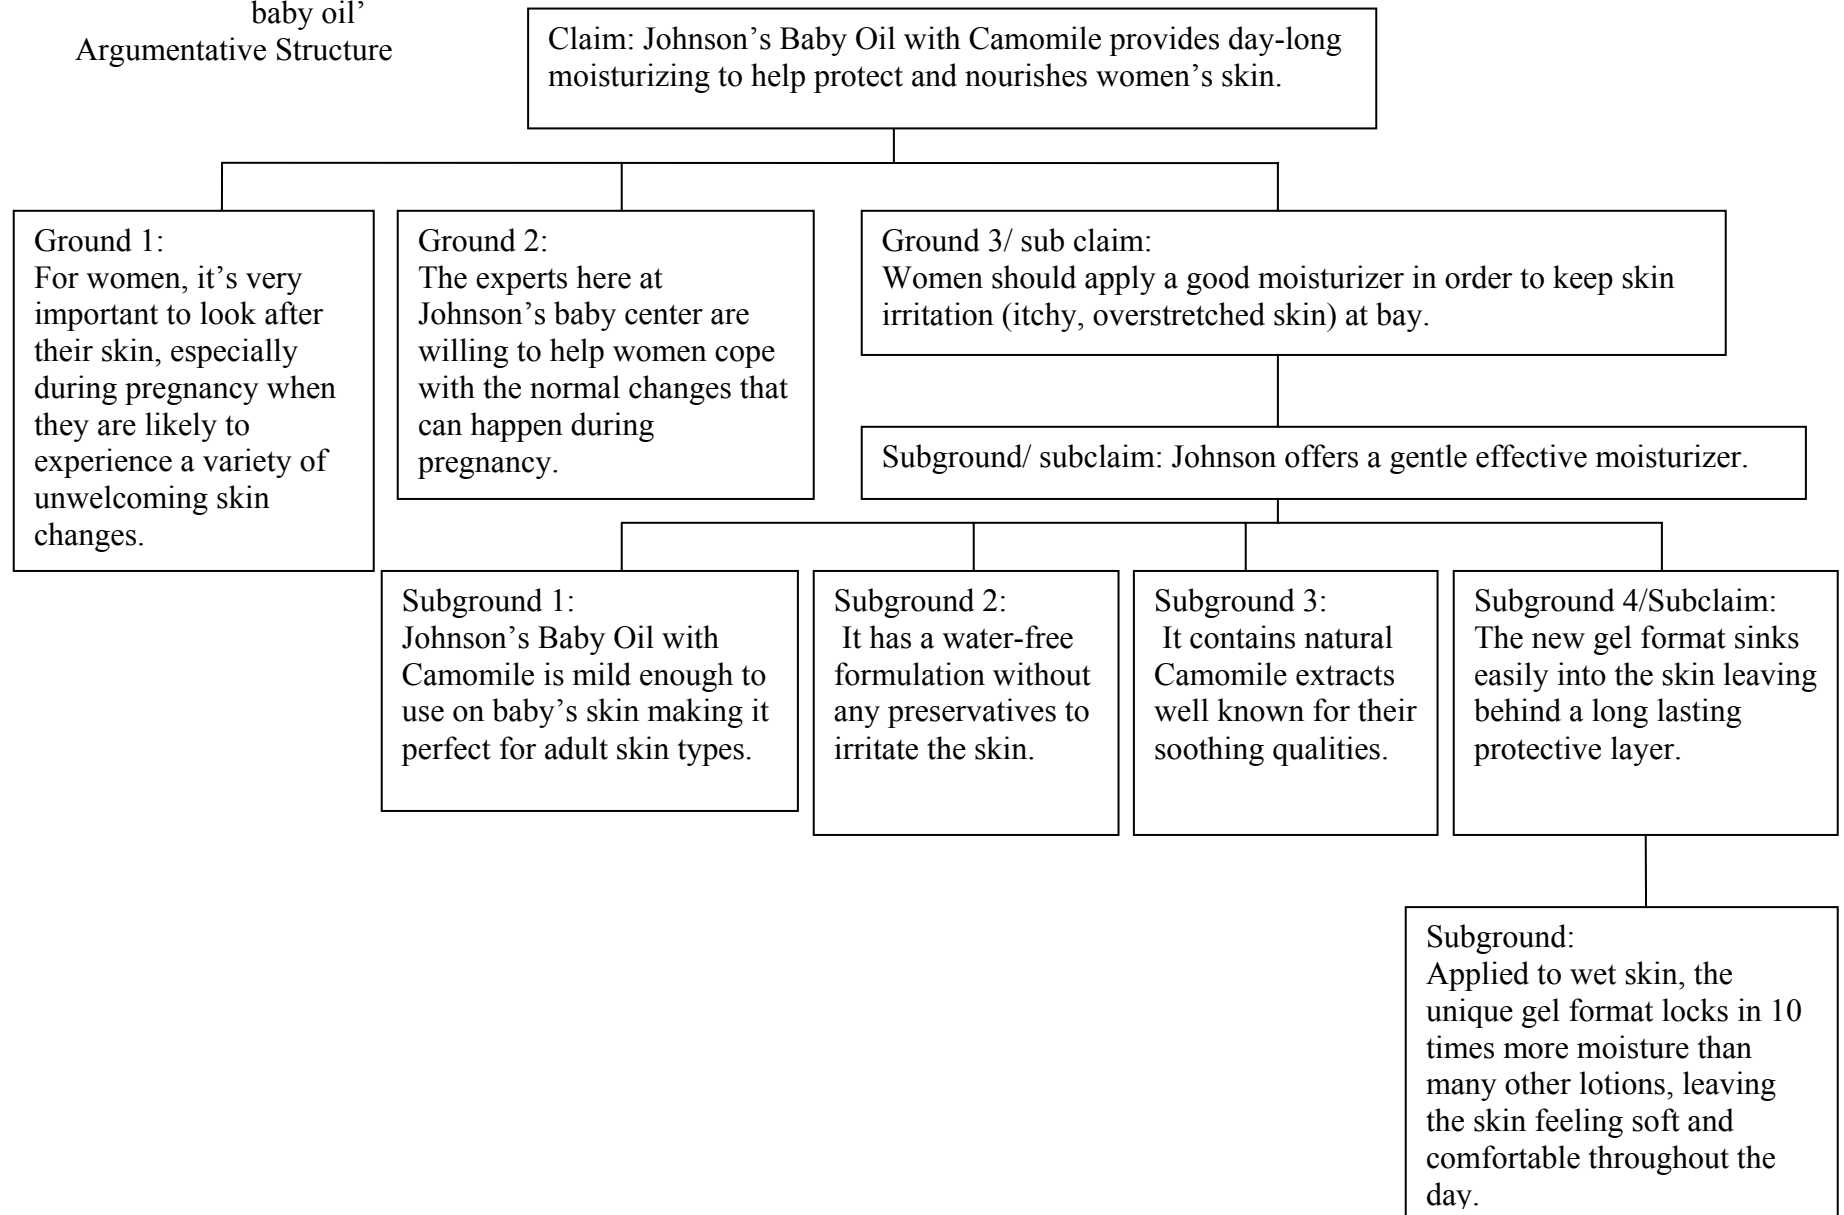 baby oil’
Argumentative Structure
Claim: Johnson’s Baby Oil with Camomile provides day-long
moisturizing to help protect and nourishes women’s skin.
Ground 1:
For women, it’s very
important to look after
their skin, especially
during pregnancy when
they are likely to
experience a variety of
unwelcoming skin
changes.
Ground 2:
The experts here at
Johnson’s baby center are
willing to help women cope
with the normal changes that
can happen during
pregnancy.
Ground 3/ sub claim:
Women should apply a good moisturizer in order to keep skin
irritation (itchy, overstretched skin) at bay.
Subground/ subclaim: Johnson offers a gentle effective moisturizer.
Subground 1:
Johnson’s Baby Oil with
Camomile is mild enough to
use on baby’s skin making it
perfect for adult skin types.
Subground 2:
It has a water-free
formulation without
any preservatives to
irritate the skin.
Subground 3:
It contains natural
Camomile extracts
well known for their
soothing qualities.
Subground 4/Subclaim:
The new gel format sinks
easily into the skin leaving
behind a long lasting
protective layer.
Subground:
Applied to wet skin, the
unique gel format locks in 10
times more moisture than
many other lotions, leaving
the skin feeling soft and
comfortable throughout the
day.